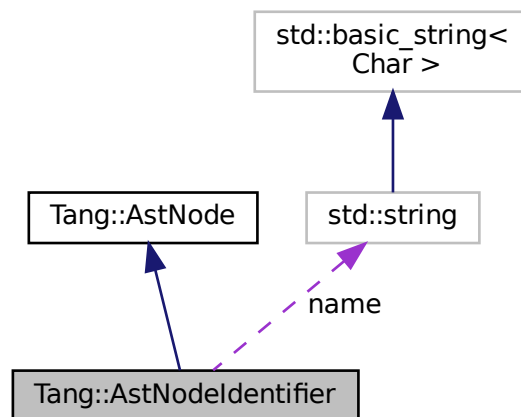 std::basic_string<
Char >
Tang::AstNode
std::string
name
Tang::AstNodeIdentifier